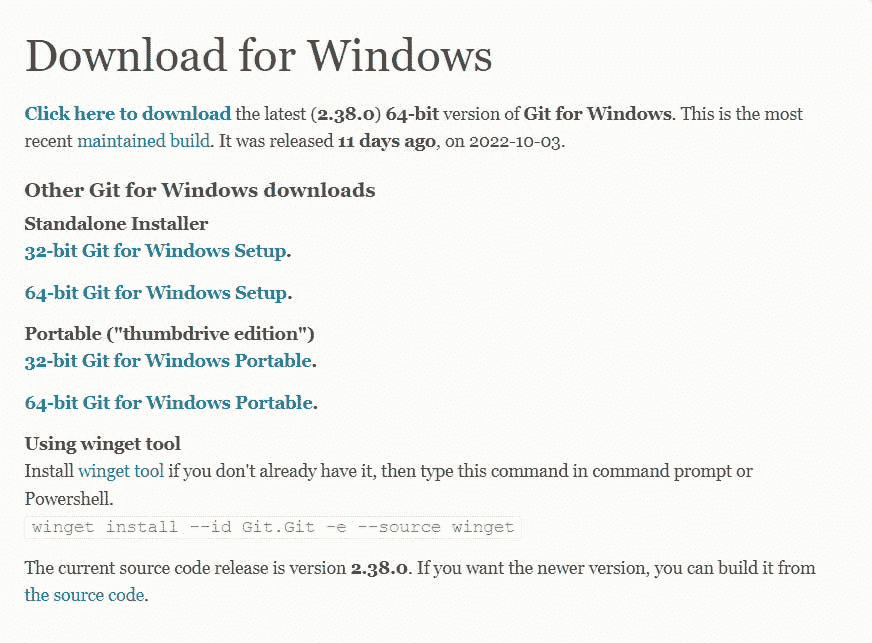 Download for Windows
Click here to download the latest (2.38.0) 64-bit version of Git for Windows. This is the most
recent maintained build. It was released 11 days ago, on 2022-10-03.
Other Git for Windows downloads
Standalone Installer
32-bit Git for Windows Setup.
64-bit Git for Windows Setup.
Portable ("thumbdrive edition")
32-bit Git for Windows Portable.
64-bit Git for Windows Portable.
Using winget tool
Install winget tool if you don't already have it, then type this command in command prompt or
Powershell.
winget install --id Git.Git -e --source winget
The current source code release is version 2.38.0. If you want the newer version, you can build it from
the source code.